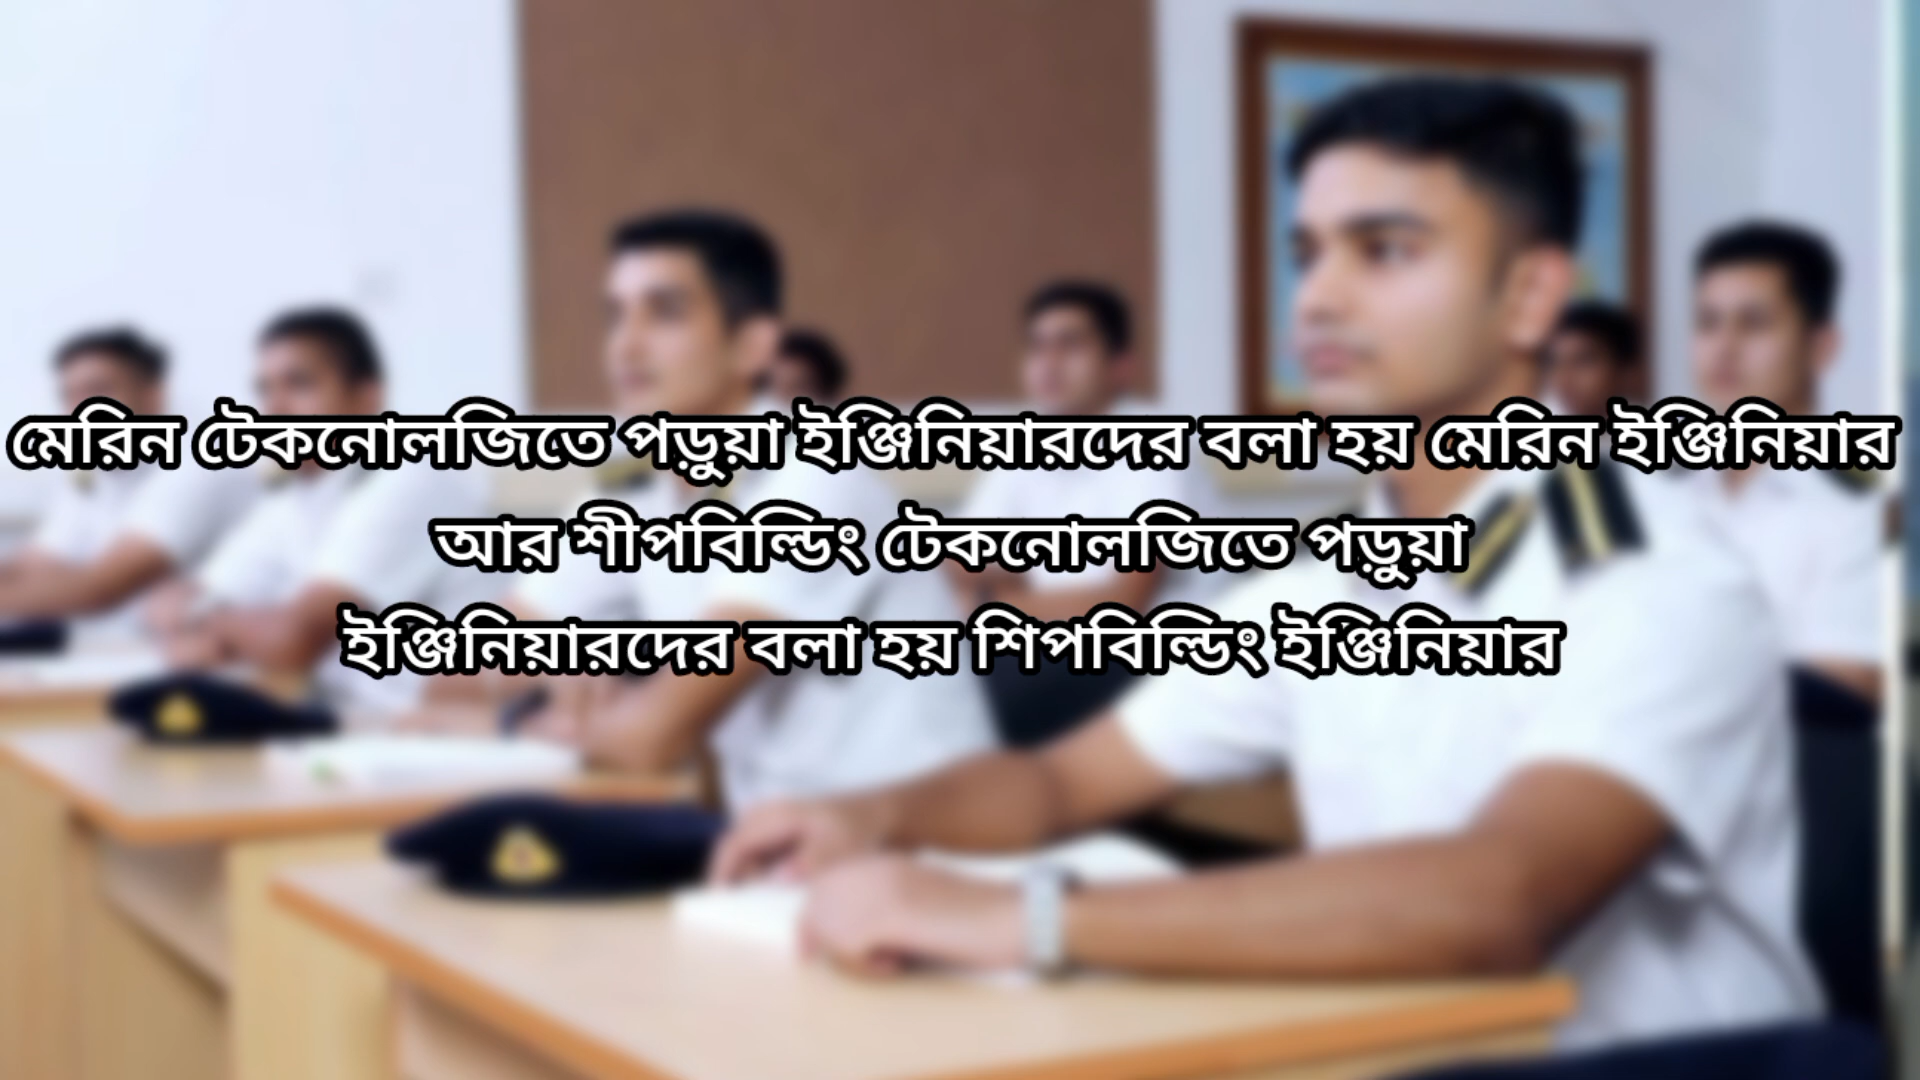 মেরিন টেকনোলজিতে পড়ুয়া ইঞ্জিনিয়ারদের বলা হয় মেরিন ইঞ্জিনিয়ার
আর শীপবিল্ডিং টেকনোলজিতে পড়ুয়া
ইঞ্জিনিয়ারদের বলা হয় শিপবিল্ডিং ইঞ্জিনিয়ার